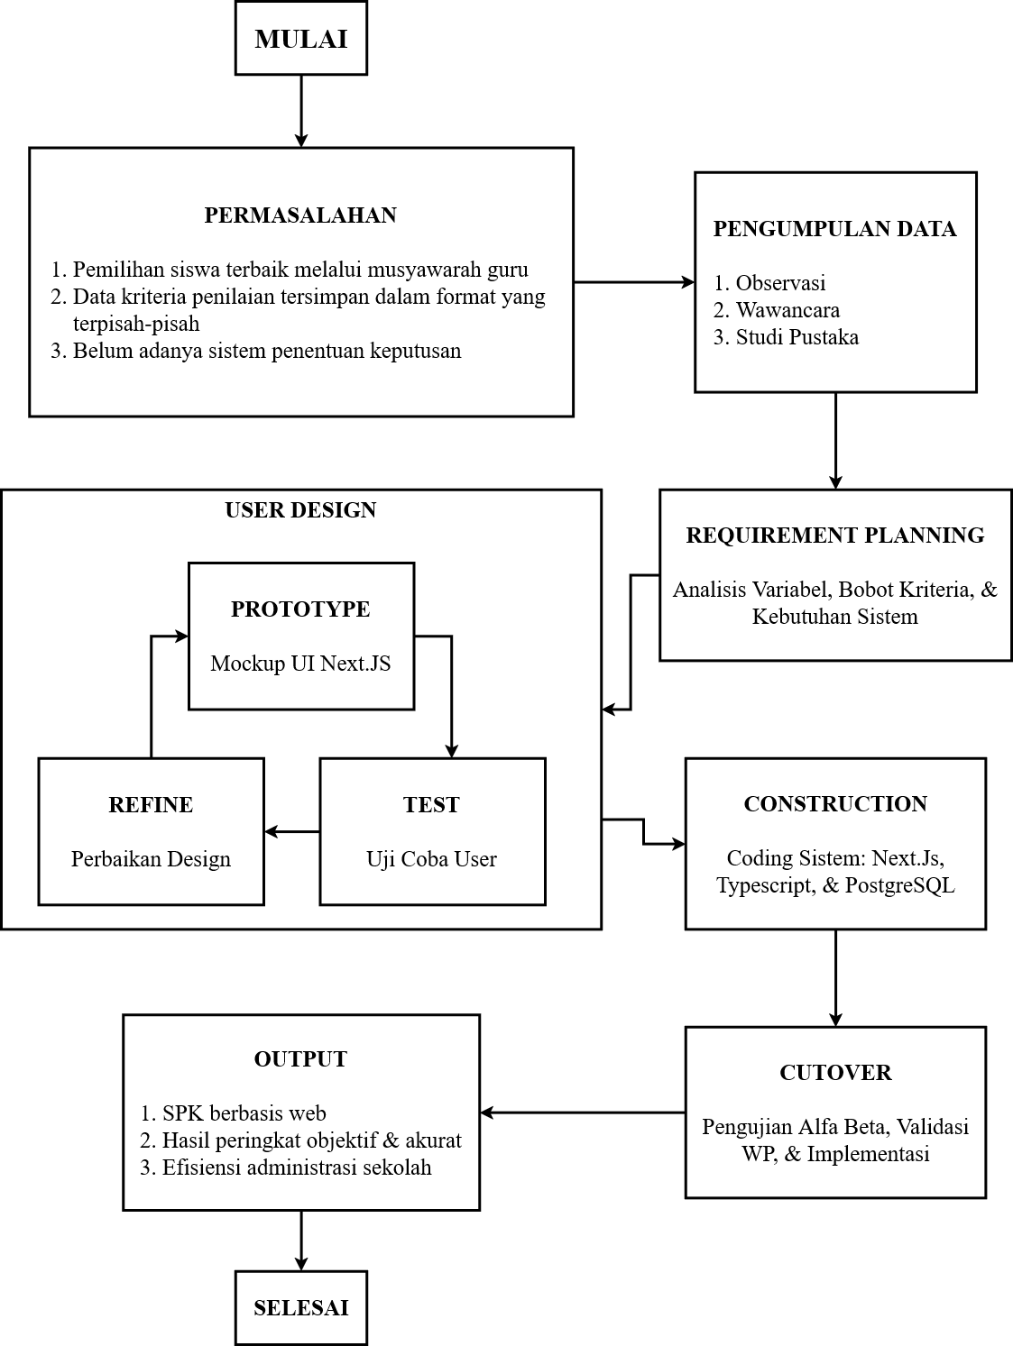 MULAI
PERMASALAHAN
1. Pemilihan siswa terbaik melalui musyawarah guru
2. Data kriteria penilaian tersimpan dalam format yang
terpisah-pisah
3. Belum adanya sistem penentuan keputusan
PENGUMPULAN DATA
1. Observasi
2. Wawancara
3. Studi Pustaka
REQUIREMENT PLANNING
Analisis Variabel, Bobot Kriteria, &
Kebutuhan Sistem
USER DESIGN
PROTOTYPE
Mockup UI Next.JS
TEST
Uji Coba User
REFINE
Perbaikan Design
CONSTRUCTION
Coding Sistem: Next.Js,
Typescript, & PostgreSQL
CUTOVER
Pengujian Alfa Beta, Validasi
WP, & Implementasi
OUTPUT
1. SPK berbasis web
2. Hasil peringkat objektif & akurat
3. Efisiensi administrasi sekolah
SELESAI